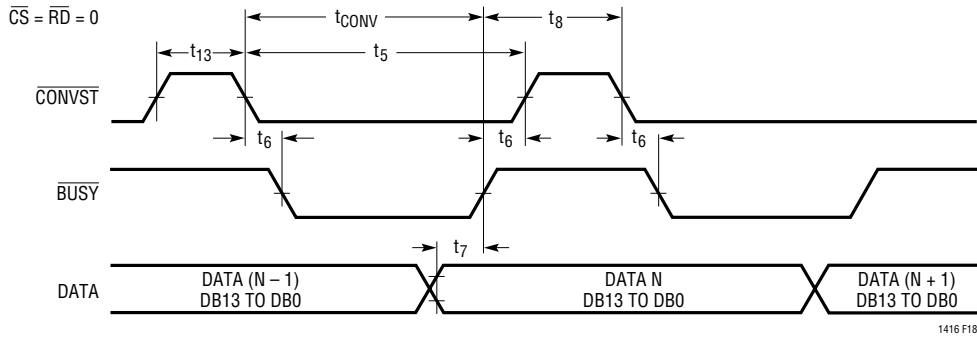 CS = RD = 0
tCONV
t8
t13
t5
CONVST
t6
t6
t6
BUSY
t7
DATA
DATA (N – 1)
DB13 TO DB0
DATA N
DB13 TO DB0
DATA (N + 1)
DB13 TO DB0
1416 F18